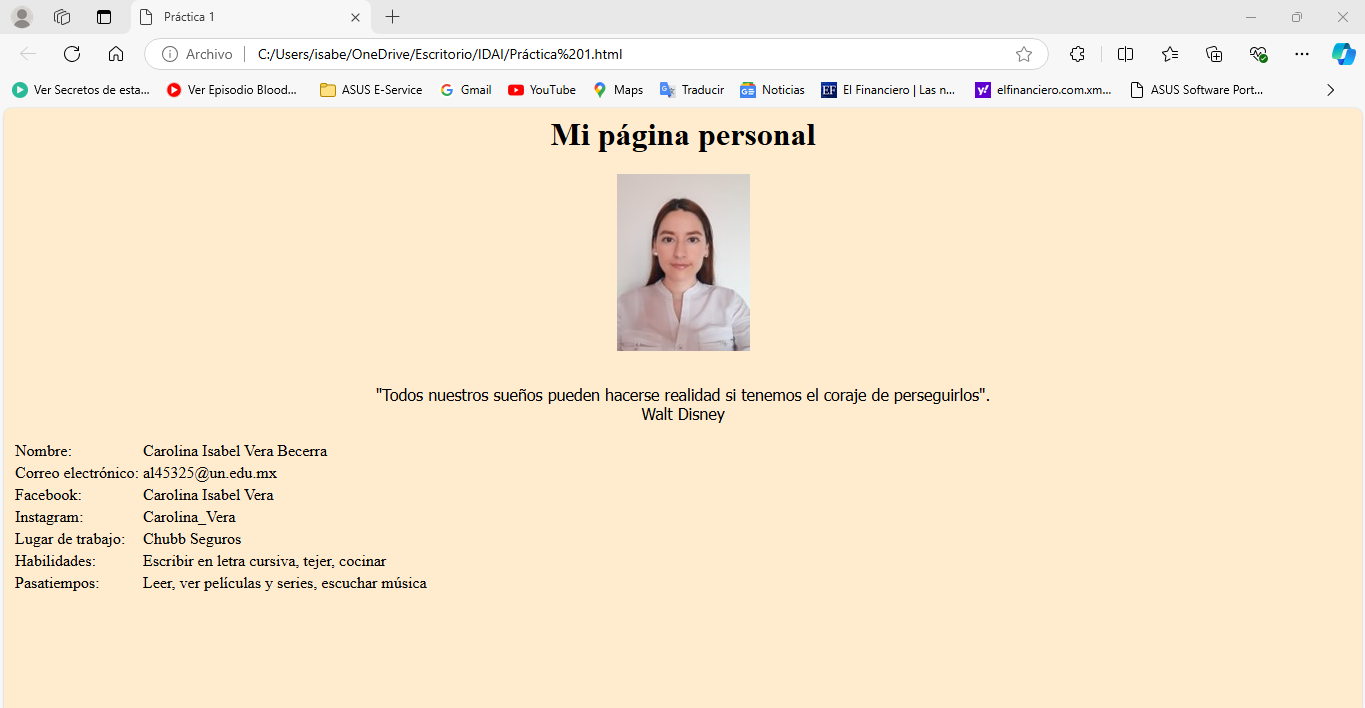 Práctica 1
Archivo C:/Users/isabe/OneDrive/Escritorio/IDAI/Práctica%201.html
Ver Secretos de esta... Ver Episodio Blood... ASUS E-Service Gmail YouTube Maps Traducir Noticias EF El Financiero | Las n... y! elfinanciero.com.xm... ASUS Software Port...
Mi página personal
"Todos nuestros sueños pueden hacerse realidad si tenemos el coraje de perseguirlos".
Walt Disney
Nombre: Carolina Isabel Vera Becerra
Correo electrónico: al45325@un.edu.mx
Facebook: Carolina Isabel Vera
Instagram: Carolina_Vera
Lugar de trabajo: Chubb Seguros
Habilidades: Escribir en letra cursiva, tejer, cocinar
Pasatiempos: Leer, ver películas y series, escuchar música